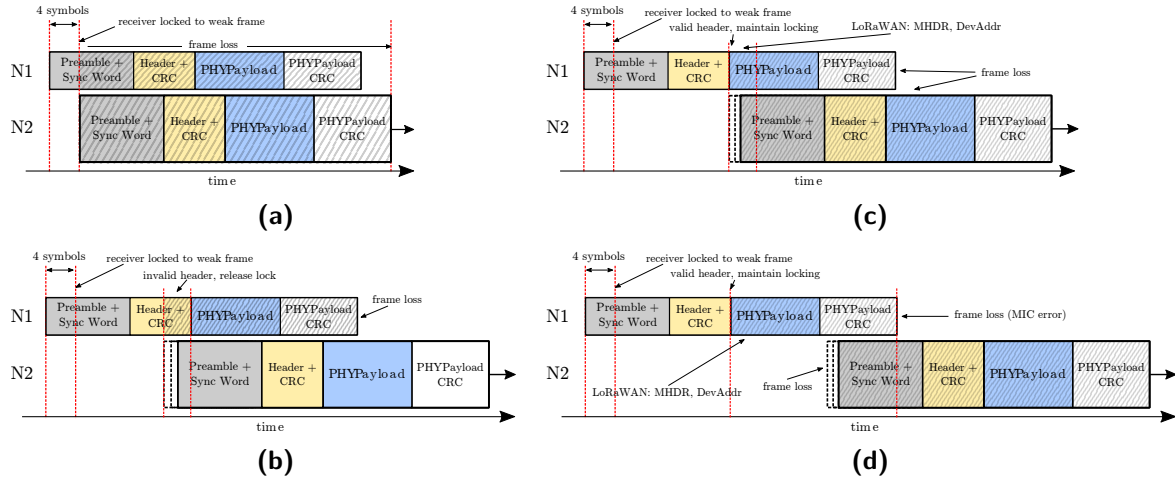 4 symbols
receiver locked to weak frame
frame loss
N1
Preamble +
Sync Word
Header +
CRC
PHYPayload
PHYPayload
CRC
N2
Preamble +
Sync Word
Header +
CRC
PHYPayload
PHYPayload
CRC
time
(a)
4 symbols
receiver locked to weak frame
valid header, maintain locking
LoRaWAN: MHDR, DevAddr
N1
Preamble +
Sync Word
Header +
CRC
PHYPayload
PHYPayload
CRC
frame loss
N2
Preamble +
Sync Word
Header +
CRC
PHYPayload
PHYPayload
CRC
time
(c)
4 symbols
receiver locked to weak frame
invalid header, release lock
N1
Preamble +
Sync Word
Header +
CRC
PHYPayload
PHYPayload
CRC
frame loss
N2
Preamble +
Sync Word
Header +
CRC
PHYPayload
PHYPayload
CRC
time
(b)
4 symbols
receiver locked to weak frame
valid header, maintain locking
N1
Preamble +
Sync Word
Header +
CRC
PHYPayload
PHYPayload
CRC
frame loss (MIC error)
N2
LoRaWAN: MHDR, DevAddr
frame loss
Preamble +
Sync Word
Header +
CRC
PHYPayload
PHYPayload
CRC
time
(d)